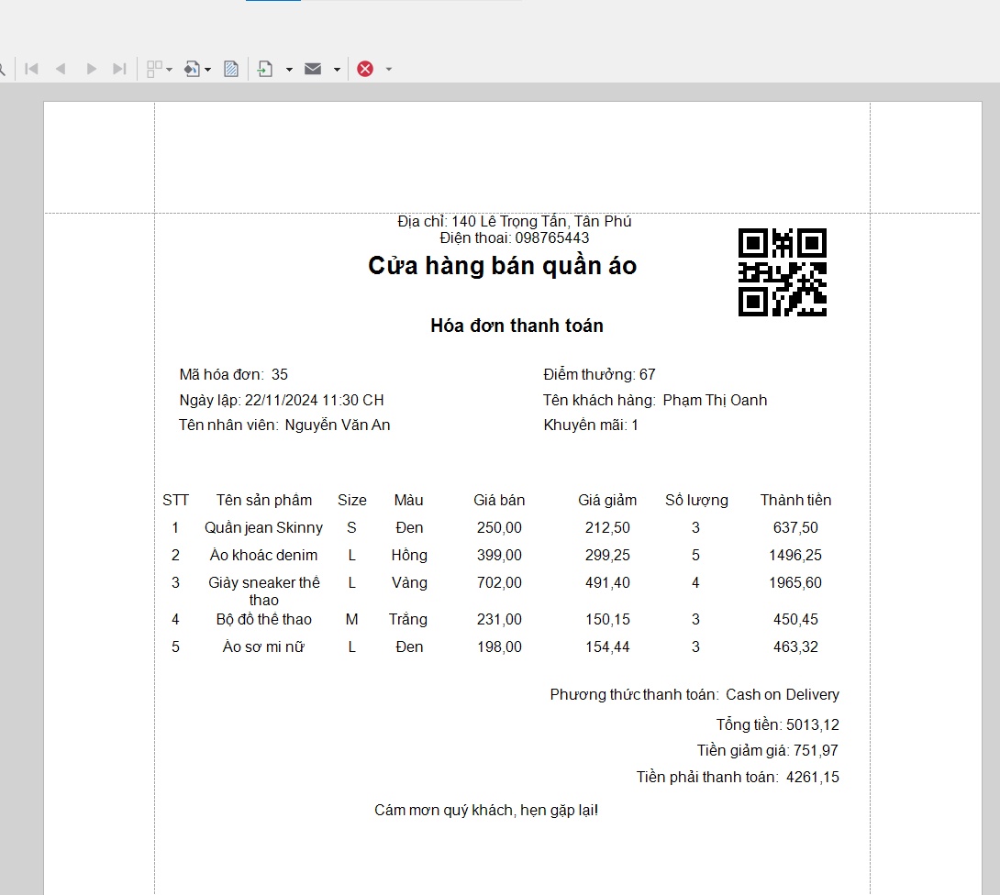 Địa chỉ: 140 Lê Trọng Tấn, Tân Phú
Điện thoai: 098765443
Cửa hàng bán quần áo
Hóa đơn thanh toán
Mã hóa đơn: 35
Điểm thưởng: 67
Ngày lập: 22/11/2024 11:30 CH
Tên khách hàng: Phạm Thị Oanh
Tên nhân viên: Nguyễn Văn An
Khuyến mãi: 1
STT Tên sản phẩm Size Màu Giá bán Giá giảm Số lượng Thành tiền
1 Quần jean Skinny S Đen 250,00 212,50 3 637,50
2 Áo khoác denim L Hồng 399,00 299,25 5 1496,25
3 Giày sneaker thể L Vàng 702,00 491,40 4 1965,60
thao
4 Bộ đồ thể thao M Trắng 231,00 150,15 3 450,45
5 Áo sơ mi nữ L Đen 198,00 154,44 3 463,32
Phương thức thanh toán: Cash on Delivery
Tổng tiền: 5013,12
Tiền giảm giá: 751,97
Tiền phải thanh toán: 4261,15
Cám mơn quý khách, hẹn gặp lại!